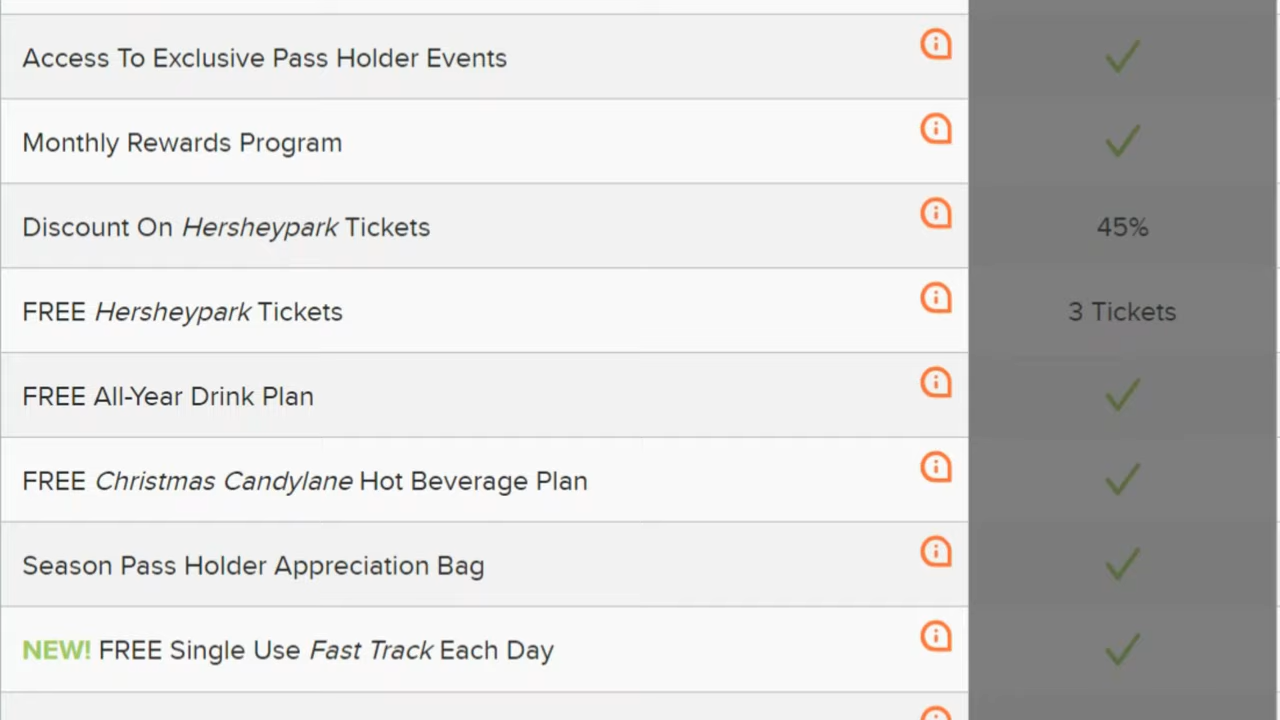 Access To Exclusive Pass Holder Events
Monthly Rewards Program
Discount On Hersheypark Tickets 45%
FREE Hersheypark Tickets 3 Tickets
FREE All-Year Drink Plan
FREE Christmas Candylane Hot Beverage Plan
Season Pass Holder Appreciation Bag
NEW! FREE Single Use Fast Track Each Day